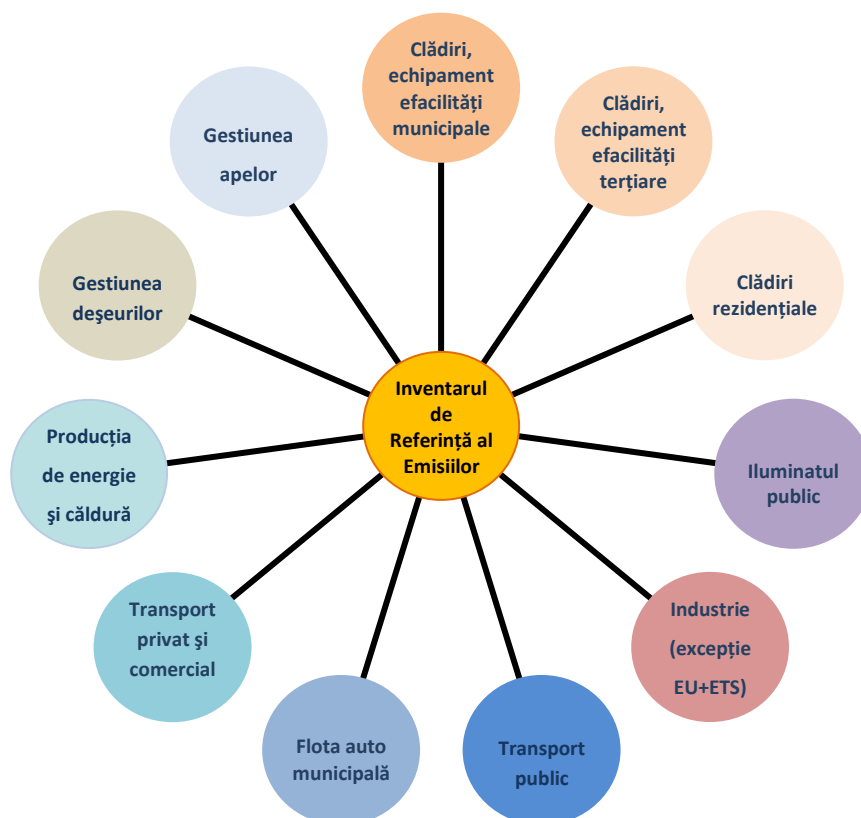 Clădiri,
echipament
efacilități
municipale
Clădiri,
echipament
efacilități
terțiare
Clădiri
rezidențiale
Iluminatul
public
Industrie
(excepție
EU+ETS)
Transport
public
Flota auto
municipală
Transport
privat şi
comercial
Producția
de energie
şi căldură
Gestiunea
deşeurilor
Gestiunea
apelor
Inventarul
de
Referință al
Emisiilor